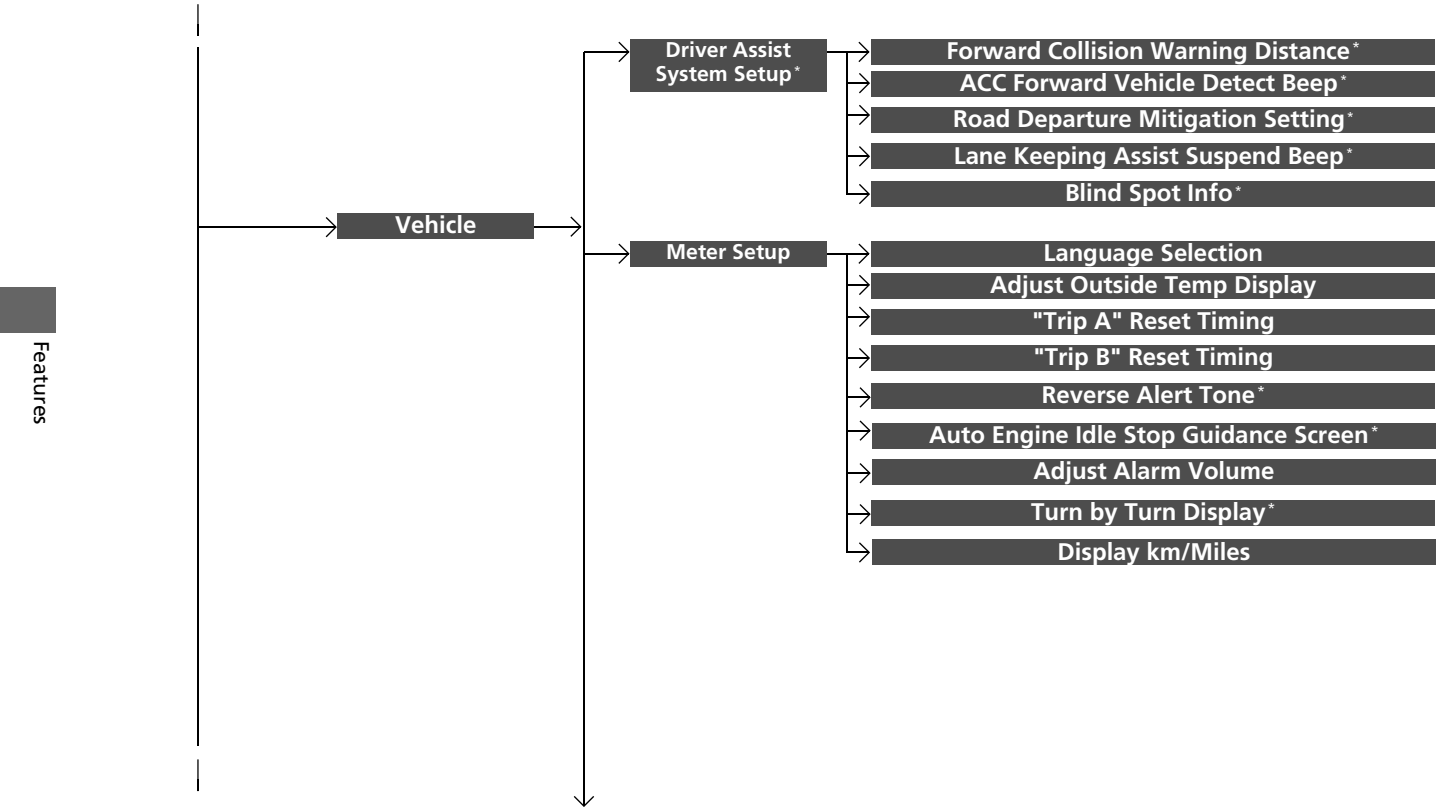 Driver Assist
System Setup*
Forward Collision Warning Distance*
ACC Forward Vehicle Detect Beep*
Road Departure Mitigation Setting*
Lane Keeping Assist Suspend Beep*
Blind Spot Info*
Vehicle
Meter Setup
Language Selection
Adjust Outside Temp Display
"Trip A" Reset Timing
"Trip B" Reset Timing
Reverse Alert Tone*
Auto Engine Idle Stop Guidance Screen*
Adjust Alarm Volume
Turn by Turn Display*
Display km/Miles
Features